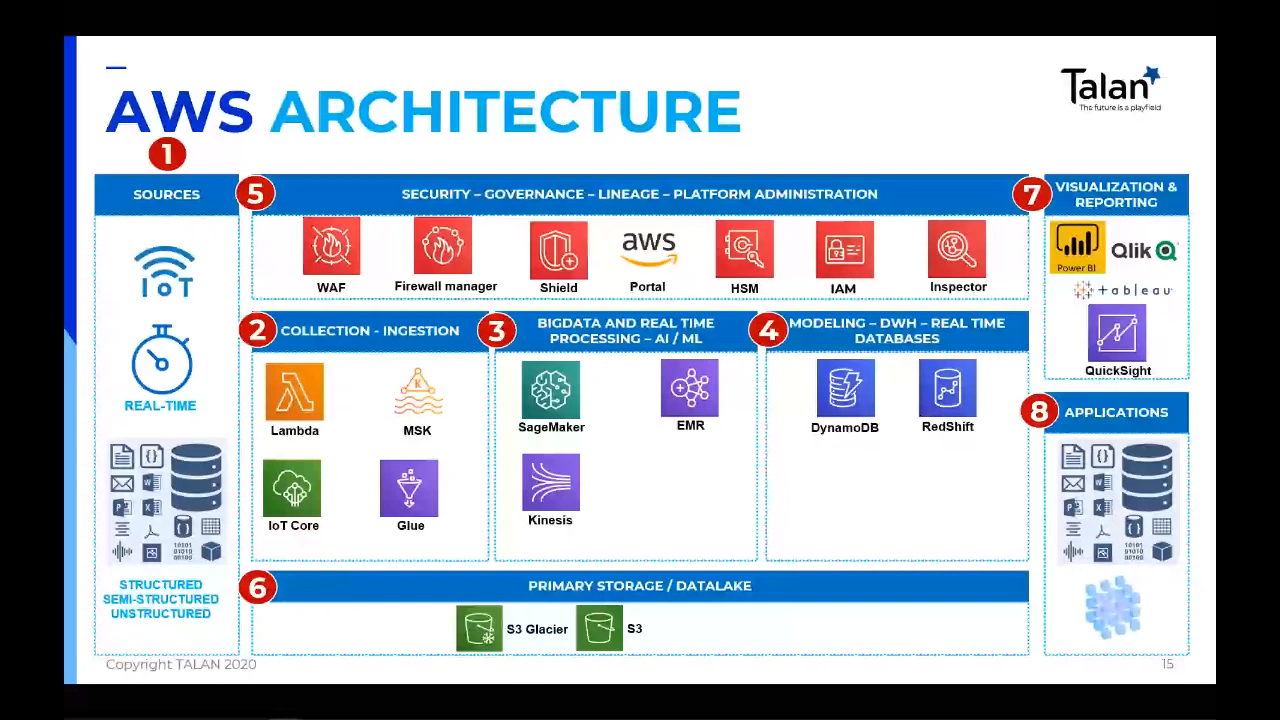 AWS ARCHITECTURE
Talan
The future is a playfield
1
SOURCES
IoT
REAL-TIME
STRUCTURED
SEMI-STRUCTURED
UNSTRUCTURED
5
SECURITY – GOVERNANCE – LINEAGE – PLATFORM ADMINISTRATION
WAF
Firewall manager
Shield
aws
Portal
HSM
IAM
Inspector
2
COLLECTION - INGESTION
Lambda
K
MSK
IoT Core
Glue
3
BIGDATA AND REAL TIME
PROCESSING – AI / ML
SageMaker
EMR
Kinesis
4
MODELING – DWH – REAL TIME
DATABASES
DynamoDB
RedShift
6
PRIMARY STORAGE / DATALAKE
S3 Glacier
S3
7
VISUALIZATION &
REPORTING
Power BI
Qlik
+ a b l e a u
QuickSight
8
APPLICATIONS
Copyright TALAN 2020
15